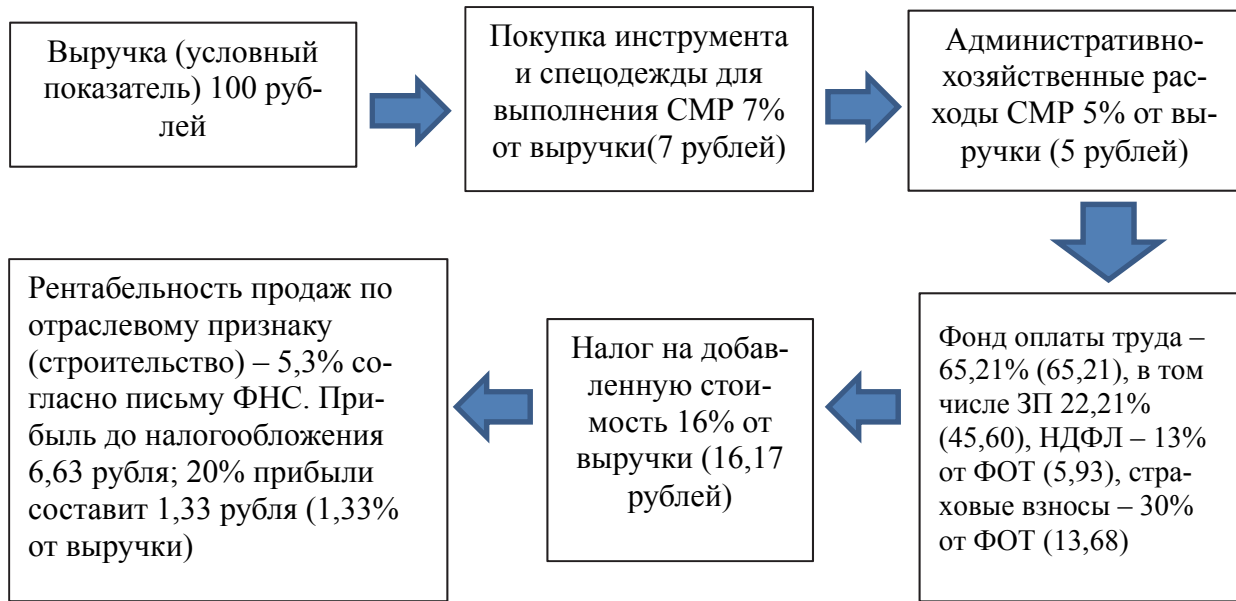 Выручка (условный
показатель) 100 руб-
лей
Покупка инструмента
и спецодежды для
выполнения СМР 7%
от выручки(7 рублей)
Административно-
хозяйственные рас-
ходы СМР 5% от вы-
ручки (5 рублей)
Фонд оплаты труда –
65,21% (65,21), в том
числе ЗП 22,21%
(45,60), НДФЛ – 13%
от ФОТ (5,93), стра-
ховые взносы – 30%
от ФОТ (13,68)
Налог на добав-
ленную стои-
мость 16% от
выручки (16,17
рублей)
Рентабельность продаж по
отраслевому признаку
(строительство) – 5,3% со-
гласно письму ФНС. При-
быль до налогообложения
6,63 рубля; 20% прибыли
составит 1,33 рубля (1,33%
от выручки)